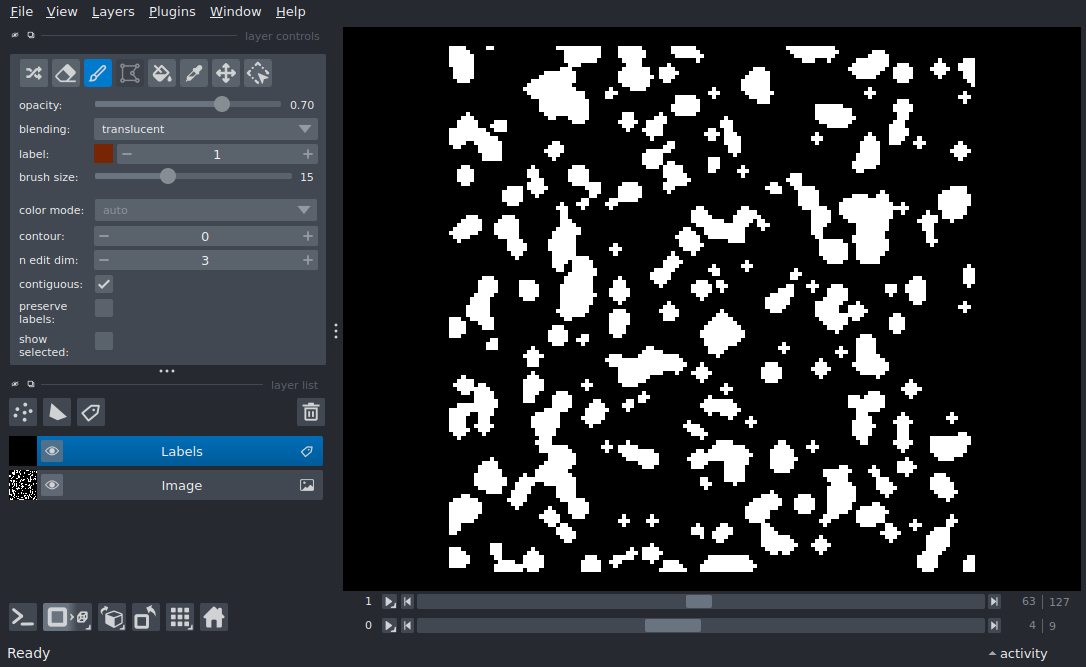 File View Layers Plugins Window Help
layer controls
opacity: 0.70
blending: translucent
label: 1
brush size: 15
color mode: auto
contour: 0
n edit dim: 3
contiguous:
preserve
labels:
show
selected:
layer list
Labels
Image
1 63 127
0 4 9
Ready activity